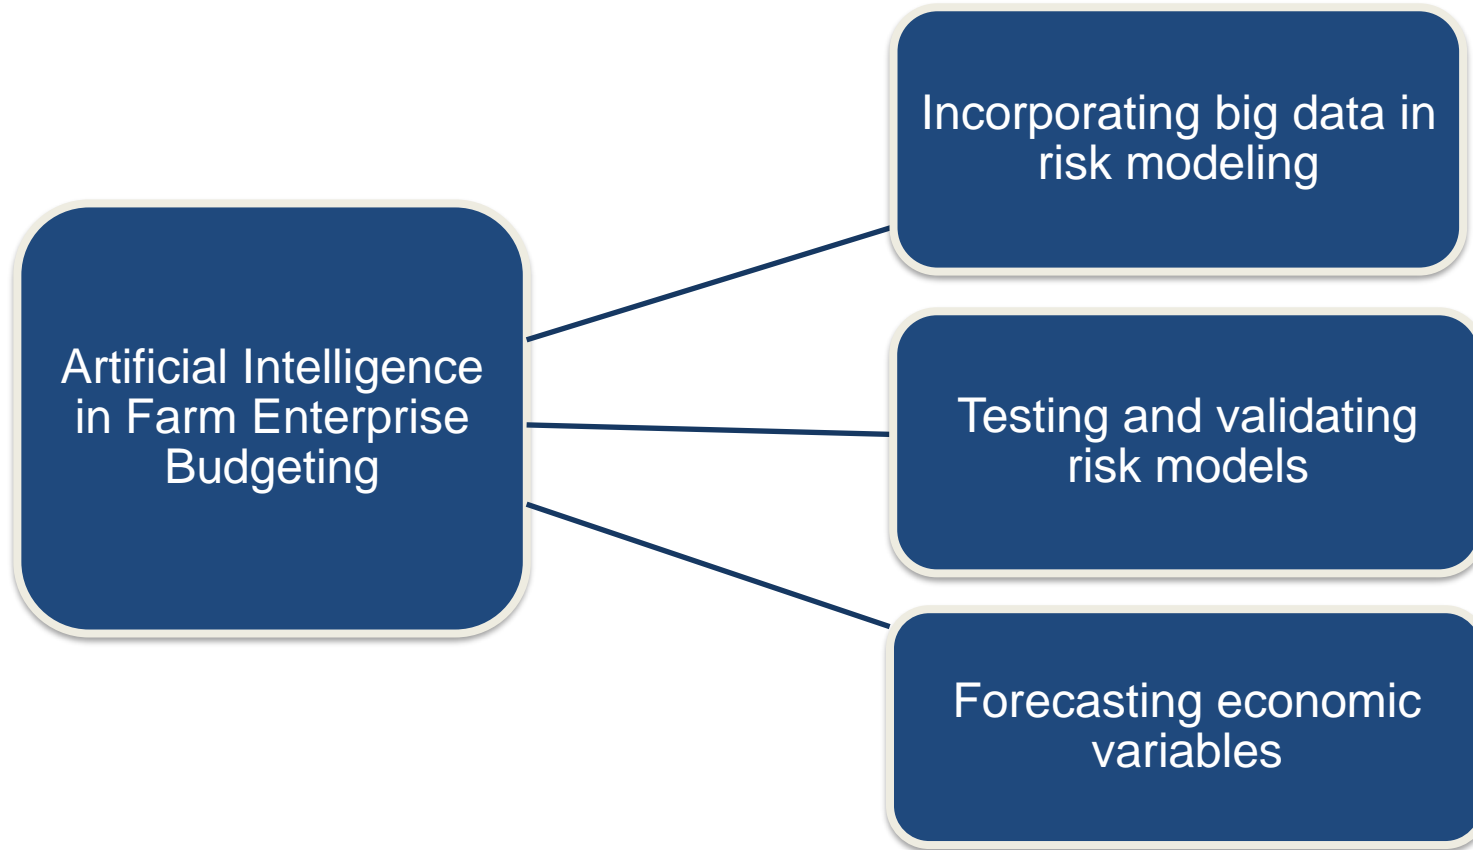 Incorporating big data in
risk modeling
Artificial Intelligence
in Farm Enterprise
Budgeting
Testing and validating
risk models
Forecasting economic
variables